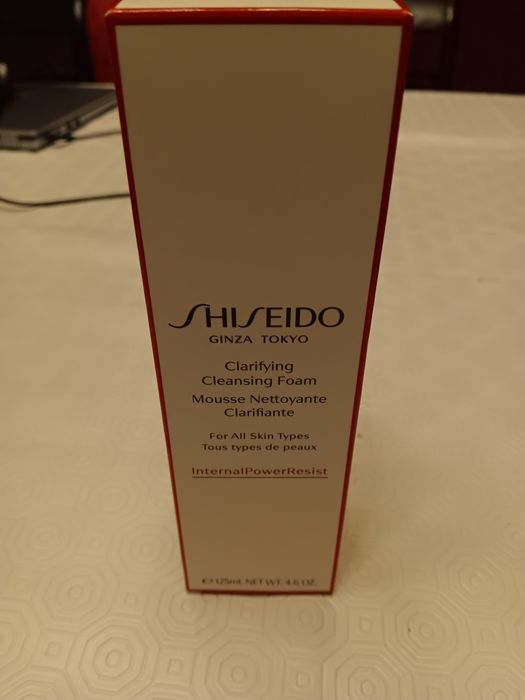 SHISEIDO
GINZA TOKYO
Clarifying
Cleansing Foam
Mousse Nettoyante
Clarifiante
For All Skin Types
Tous types de peaux
InternalPowerResist
℮ 125mL NET WT. 4.6 OZ.